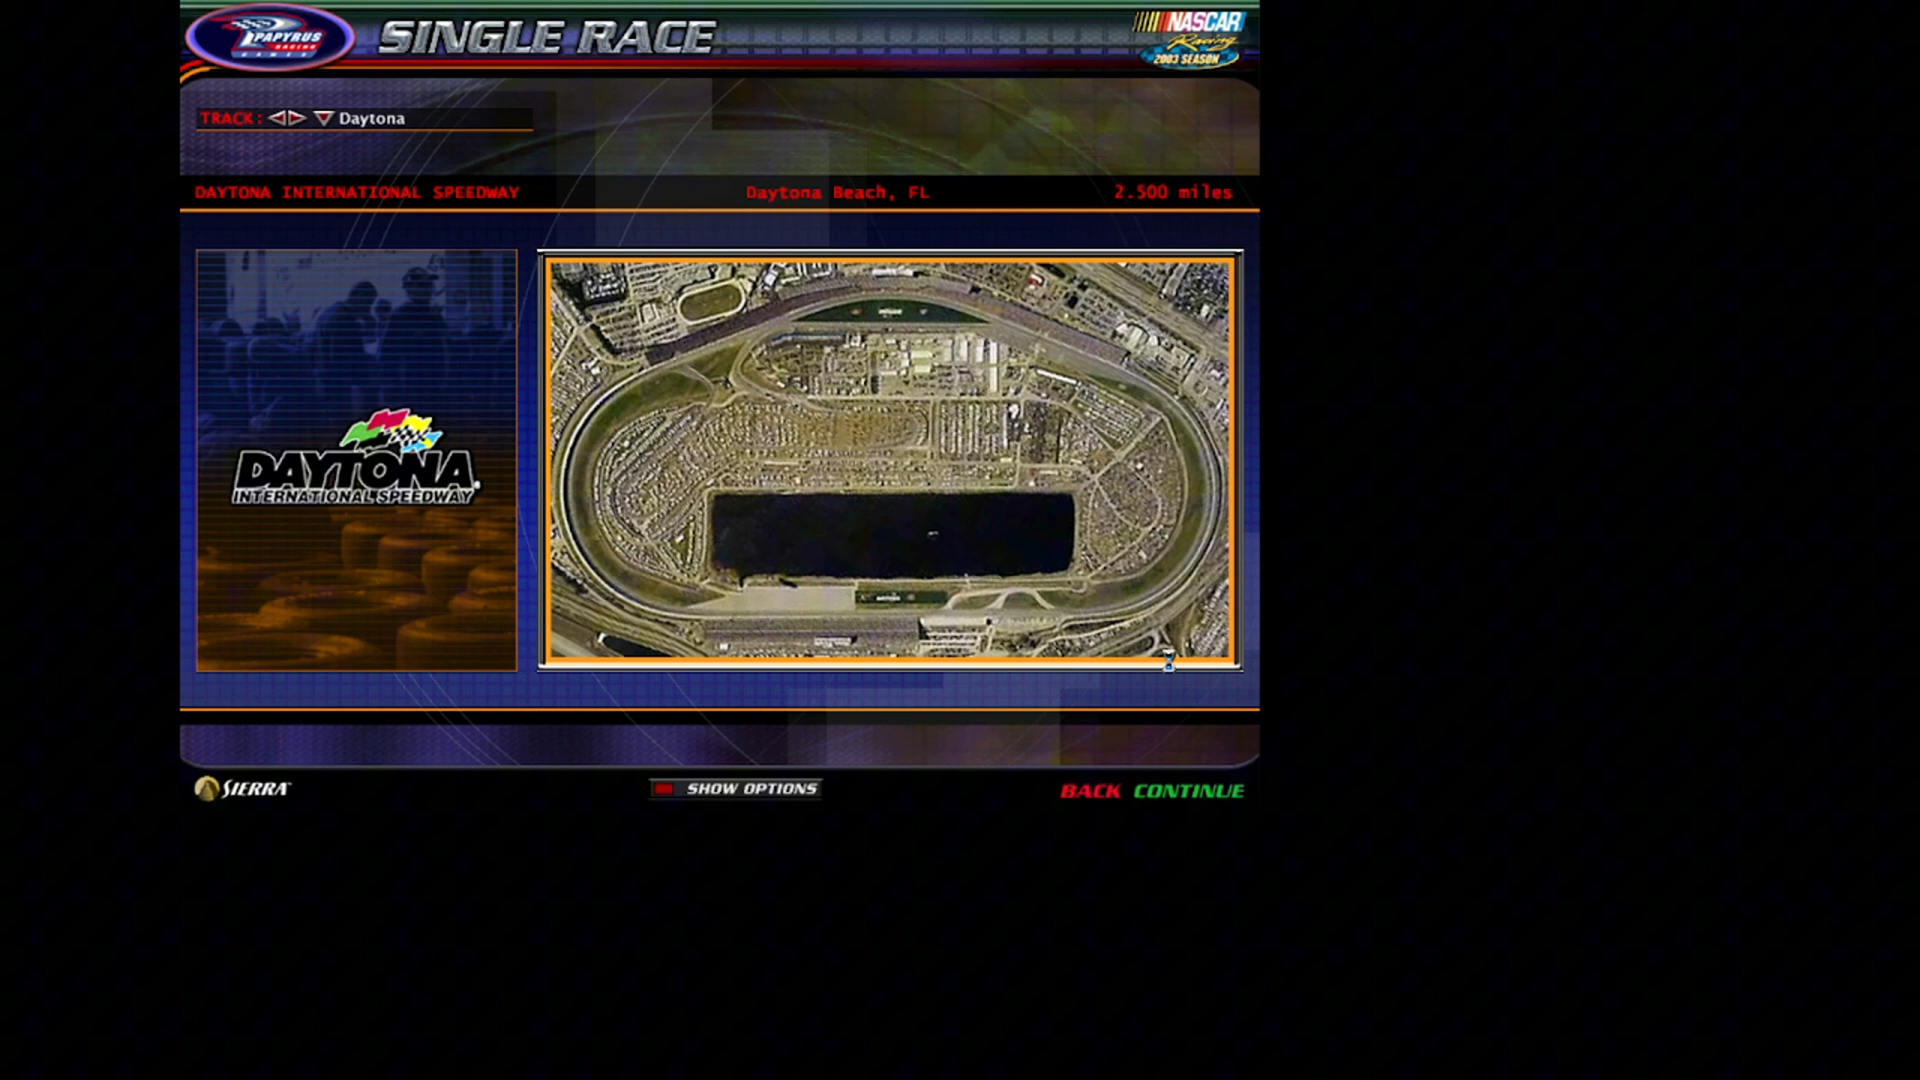 PAPYRUS
RACING
GAMES
SINGLE RACE
NASCAR
Racing
2003 SEASON
TRACK: Daytona
DAYTONA INTERNATIONAL SPEEDWAY Daytona Beach, FL 2.500 miles
DAYTONA
INTERNATIONAL SPEEDWAY
SIERRA SHOW OPTIONS BACK CONTINUE